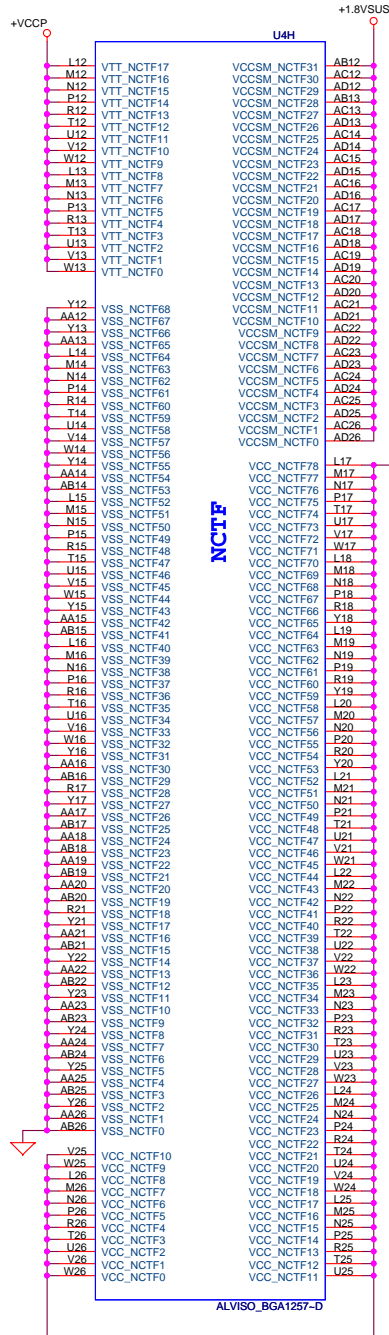 +VCCP
+1.8VSUS
U4H
L12 VTT_NCTF17
M12 VTT_NCTF16
N12 VTT_NCTF15
P12 VTT_NCTF14
R12 VTT_NCTF13
T12 VTT_NCTF12
U12 VTT_NCTF11
V12 VTT_NCTF10
W12 VTT_NCTF9
L13 VTT_NCTF8
M13 VTT_NCTF7
N13 VTT_NCTF6
P13 VTT_NCTF5
R13 VTT_NCTF4
T13 VTT_NCTF3
U13 VTT_NCTF2
V13 VTT_NCTF1
W13 VTT_NCTF0
Y12 VSS_NCTF68
AA12 VSS_NCTF67
Y13 VSS_NCTF66
AA13 VSS_NCTF65
L14 VSS_NCTF64
M14 VSS_NCTF63
N14 VSS_NCTF62
P14 VSS_NCTF61
R14 VSS_NCTF60
T14 VSS_NCTF59
U14 VSS_NCTF58
V14 VSS_NCTF57
W14 VSS_NCTF56
Y14 VSS_NCTF55
AA14 VSS_NCTF54
AB14 VSS_NCTF53
L15 VSS_NCTF52
M15 VSS_NCTF51
N15 VSS_NCTF50
P15 VSS_NCTF49
R15 VSS_NCTF48
T15 VSS_NCTF47
U15 VSS_NCTF46
V15 VSS_NCTF45
W15 VSS_NCTF44
Y15 VSS_NCTF43
AA15 VSS_NCTF42
AB15 VSS_NCTF41
L16 VSS_NCTF40
M16 VSS_NCTF39
N16 VSS_NCTF38
P16 VSS_NCTF37
R16 VSS_NCTF36
T16 VSS_NCTF35
U16 VSS_NCTF34
V16 VSS_NCTF33
W16 VSS_NCTF32
Y16 VSS_NCTF31
AA16 VSS_NCTF30
AB16 VSS_NCTF29
R17 VSS_NCTF28
Y17 VSS_NCTF27
AA17 VSS_NCTF26
AB17 VSS_NCTF25
AA18 VSS_NCTF24
AB18 VSS_NCTF23
AA19 VSS_NCTF22
AB19 VSS_NCTF21
AA20 VSS_NCTF20
AB20 VSS_NCTF19
R21 VSS_NCTF18
Y21 VSS_NCTF17
AA21 VSS_NCTF16
AB21 VSS_NCTF15
Y22 VSS_NCTF14
AA22 VSS_NCTF13
AB22 VSS_NCTF12
Y23 VSS_NCTF11
AA23 VSS_NCTF10
AB23 VSS_NCTF9
Y24 VSS_NCTF8
AA24 VSS_NCTF7
AB24 VSS_NCTF6
Y25 VSS_NCTF5
AA25 VSS_NCTF4
AB25 VSS_NCTF3
Y26 VSS_NCTF2
AA26 VSS_NCTF1
AB26 VSS_NCTF0
V25 VCC_NCTF10
W25 VCC_NCTF9
L26 VCC_NCTF8
M26 VCC_NCTF7
N26 VCC_NCTF6
P26 VCC_NCTF5
R26 VCC_NCTF4
T26 VCC_NCTF3
U26 VCC_NCTF2
V26 VCC_NCTF1
W26 VCC_NCTF0
NCTF
VCCSM_NCTF31 AB12
VCCSM_NCTF30 AC12
VCCSM_NCTF29 AD12
VCCSM_NCTF28 AB13
VCCSM_NCTF27 AC13
VCCSM_NCTF26 AD13
VCCSM_NCTF25 AC14
VCCSM_NCTF24 AD14
VCCSM_NCTF23 AC15
VCCSM_NCTF22 AD15
VCCSM_NCTF21 AC16
VCCSM_NCTF20 AD16
VCCSM_NCTF19 AC17
VCCSM_NCTF18 AD17
VCCSM_NCTF17 AC18
VCCSM_NCTF16 AD18
VCCSM_NCTF15 AC19
VCCSM_NCTF14 AD19
VCCSM_NCTF13 AC20
VCCSM_NCTF12 AD20
VCCSM_NCTF11 AC21
VCCSM_NCTF10 AD21
VCCSM_NCTF9 AC22
VCCSM_NCTF8 AD22
VCCSM_NCTF7 AC23
VCCSM_NCTF6 AD23
VCCSM_NCTF5 AC24
VCCSM_NCTF4 AD24
VCCSM_NCTF3 AC25
VCCSM_NCTF2 AD25
VCCSM_NCTF1 AC26
VCCSM_NCTF0 AD26
VCC_NCTF78 L17
VCC_NCTF77 M17
VCC_NCTF76 N17
VCC_NCTF75 P17
VCC_NCTF74 T17
VCC_NCTF73 U17
VCC_NCTF72 V17
VCC_NCTF71 W17
VCC_NCTF70 L18
VCC_NCTF69 M18
VCC_NCTF68 N18
VCC_NCTF67 P18
VCC_NCTF66 R18
VCC_NCTF65 Y18
VCC_NCTF64 L19
VCC_NCTF63 M19
VCC_NCTF62 N19
VCC_NCTF61 P19
VCC_NCTF60 R19
VCC_NCTF59 Y19
VCC_NCTF58 L20
VCC_NCTF57 M20
VCC_NCTF56 N20
VCC_NCTF55 P20
VCC_NCTF54 R20
VCC_NCTF53 Y20
VCC_NCTF52 L21
VCC_NCTF51 M21
VCC_NCTF50 N21
VCC_NCTF49 P21
VCC_NCTF48 T21
VCC_NCTF47 U21
VCC_NCTF46 V21
VCC_NCTF45 W21
VCC_NCTF44 L22
VCC_NCTF43 M22
VCC_NCTF42 N22
VCC_NCTF41 P22
VCC_NCTF40 R22
VCC_NCTF39 T22
VCC_NCTF38 U22
VCC_NCTF37 V22
VCC_NCTF36 W22
VCC_NCTF35 L23
VCC_NCTF34 M23
VCC_NCTF33 N23
VCC_NCTF32 P23
VCC_NCTF31 R23
VCC_NCTF30 T23
VCC_NCTF29 U23
VCC_NCTF28 V23
VCC_NCTF27 W23
VCC_NCTF26 L24
VCC_NCTF25 M24
VCC_NCTF24 N24
VCC_NCTF23 P24
VCC_NCTF22 R24
VCC_NCTF21 T24
VCC_NCTF20 U24
VCC_NCTF19 V24
VCC_NCTF18 W24
VCC_NCTF17 L25
VCC_NCTF16 M25
VCC_NCTF15 N25
VCC_NCTF14 P25
VCC_NCTF13 R25
VCC_NCTF12 T25
VCC_NCTF11 U25
ALVISO_BGA1257~D